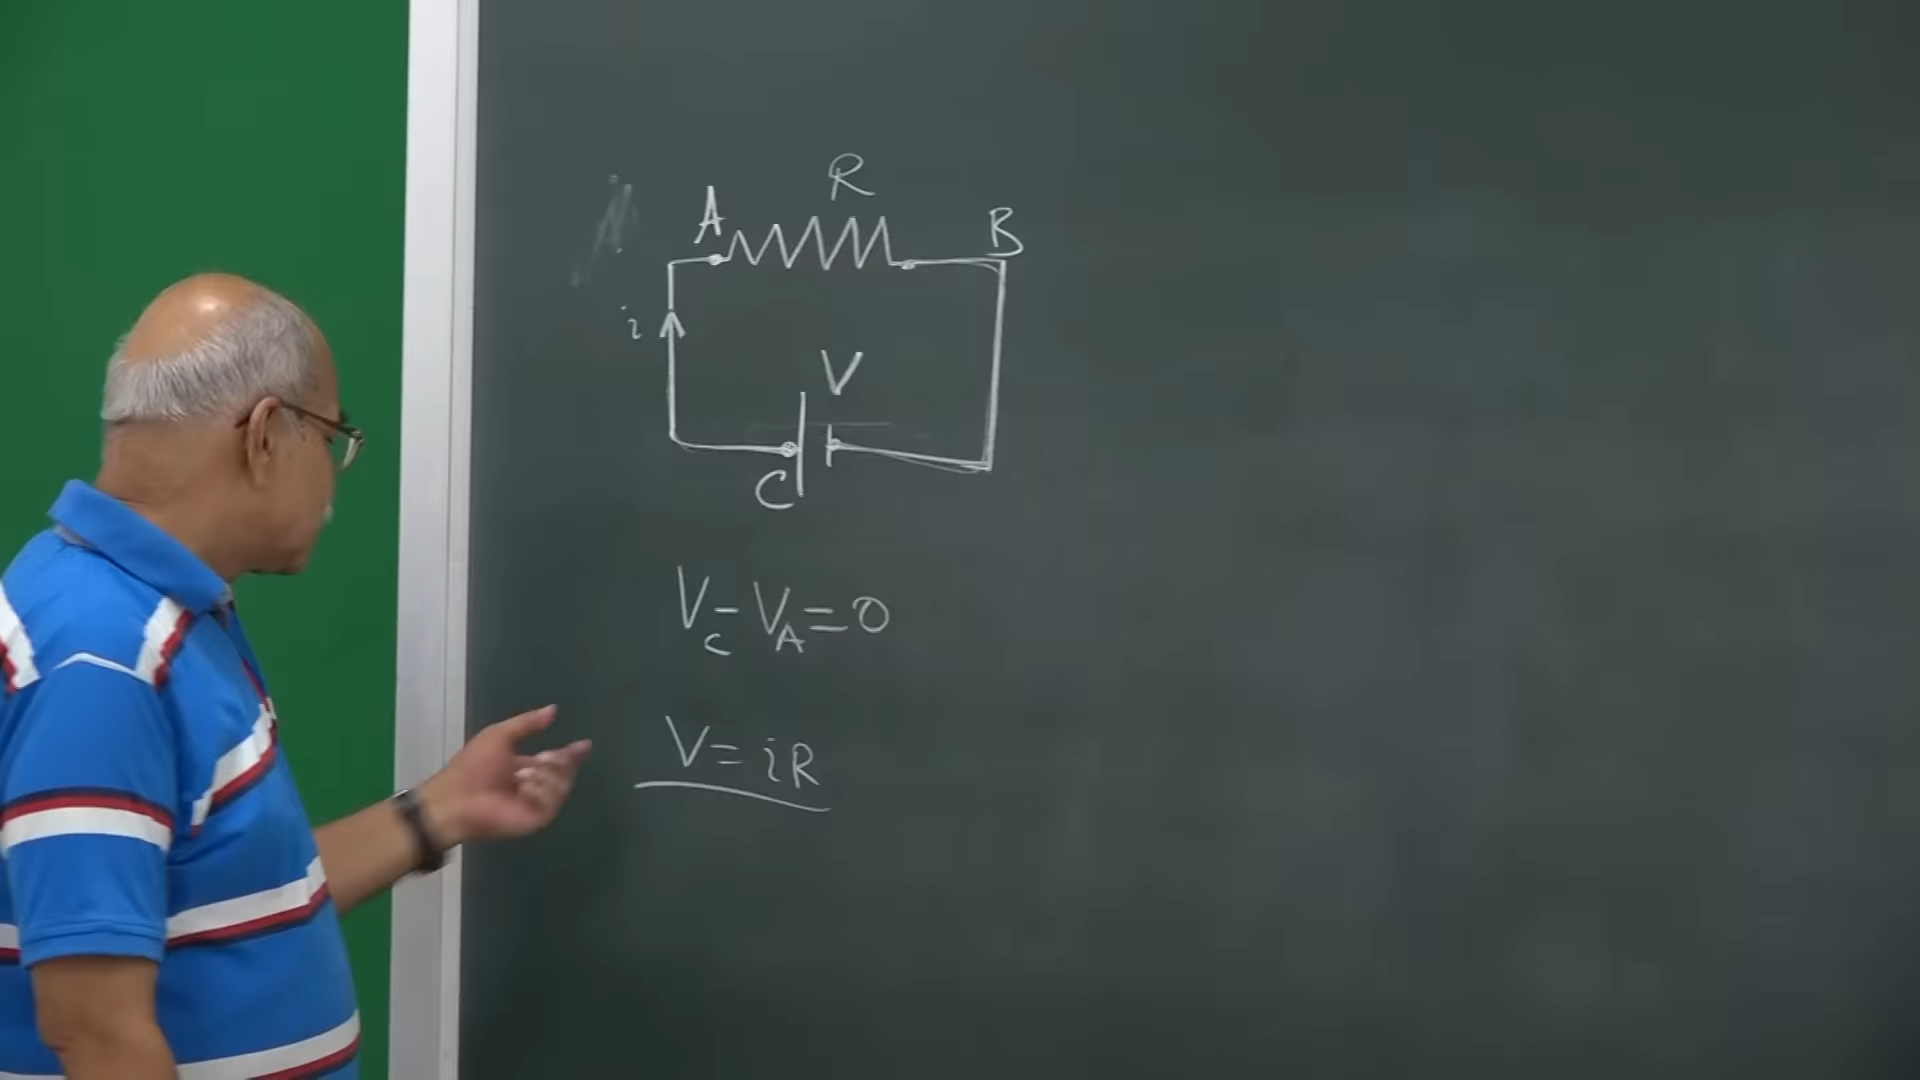 R
A
B
i
V
C
V_C - V_A = 0
V = iR